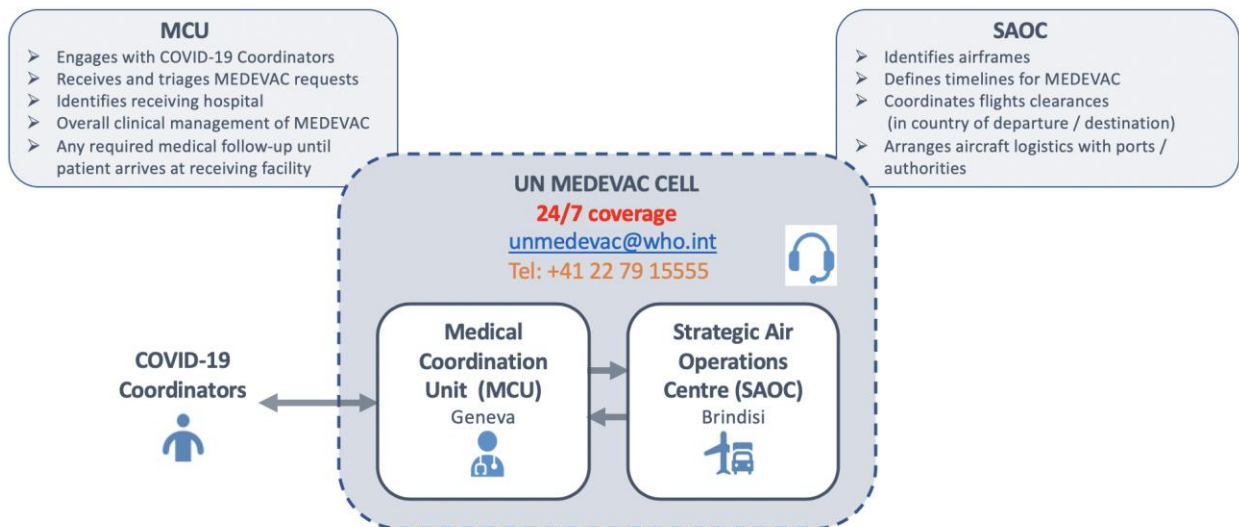 MCU
➢ Engages with COVID-19 Coordinators
➢ Receives and triages MEDEVAC requests
➢ Identifies receiving hospital
➢ Overall clinical management of MEDEVAC
➢ Any required medical follow-up until
patient arrives at receiving facility
SAOC
➢ Identifies airframes
➢ Defines timelines for MEDEVAC
➢ Coordinates flights clearances
(in country of departure / destination)
➢ Arranges aircraft logistics with ports /
authorities
UN MEDEVAC CELL
24/7 coverage
unmedevac@who.int
Tel: +41 22 79 15555
COVID-19
Coordinators
Medical
Coordination
Unit (MCU)
Geneva
Strategic Air
Operations
Centre (SAOC)
Brindisi